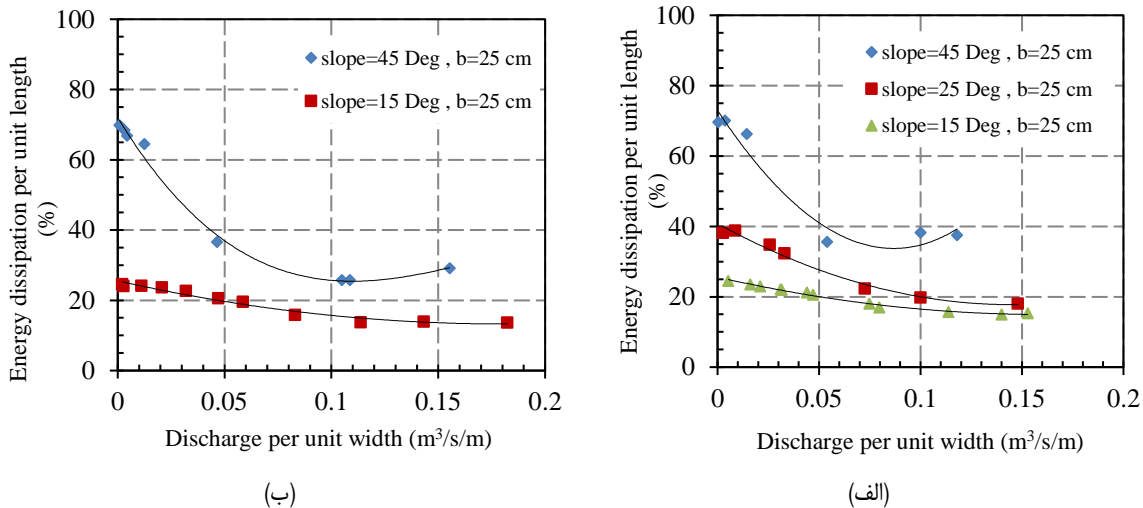 100
80
60
40
20
0
Energy dissipation per unit length
(%)
slope=45 Deg , b=25 cm
slope=15 Deg , b=25 cm
0 0.05 0.1 0.15 0.2
Discharge per unit width (m³/s/m)
(ب)
100
80
60
40
20
0
Energy dissipation per unit length
(%)
slope=45 Deg , b=25 cm
slope=25 Deg , b=25 cm
slope=15 Deg , b=25 cm
0 0.05 0.1 0.15 0.2
Discharge per unit width (m³/s/m)
(الف)